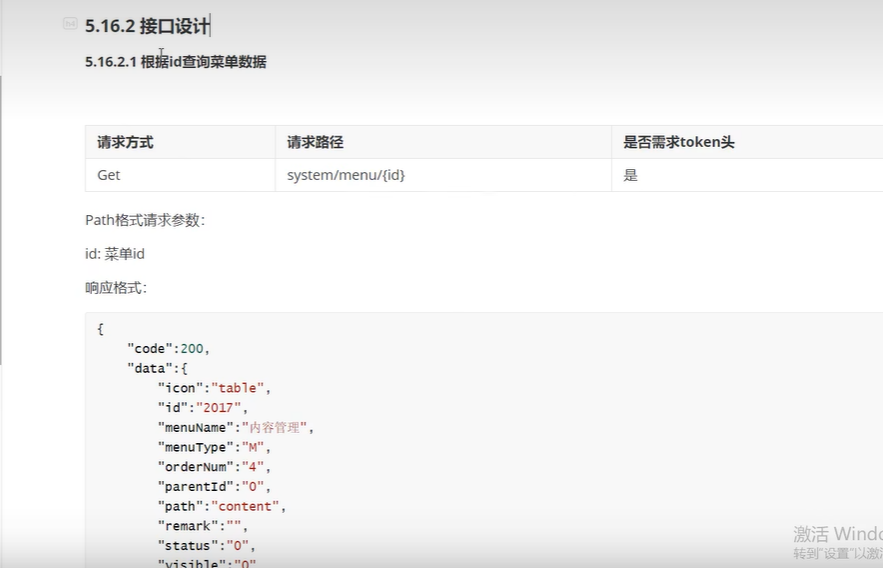 5.16.2 接口设计
5.16.2.1 根据id查询菜单数据
请求方式 请求路径 是否需求token头
Get system/menu/{id} 是
Path格式请求参数：
id: 菜单id
响应格式：
{
"code":200,
"data":{
"icon":"table",
"id":"2017",
"menuName":"内容管理",
"menuType":"M",
"orderNum":"4",
"parentId":"0",
"path":"content",
"remark":"",
"status":"0",
"visible":"0"
激活 Windo
转到"设置"以激